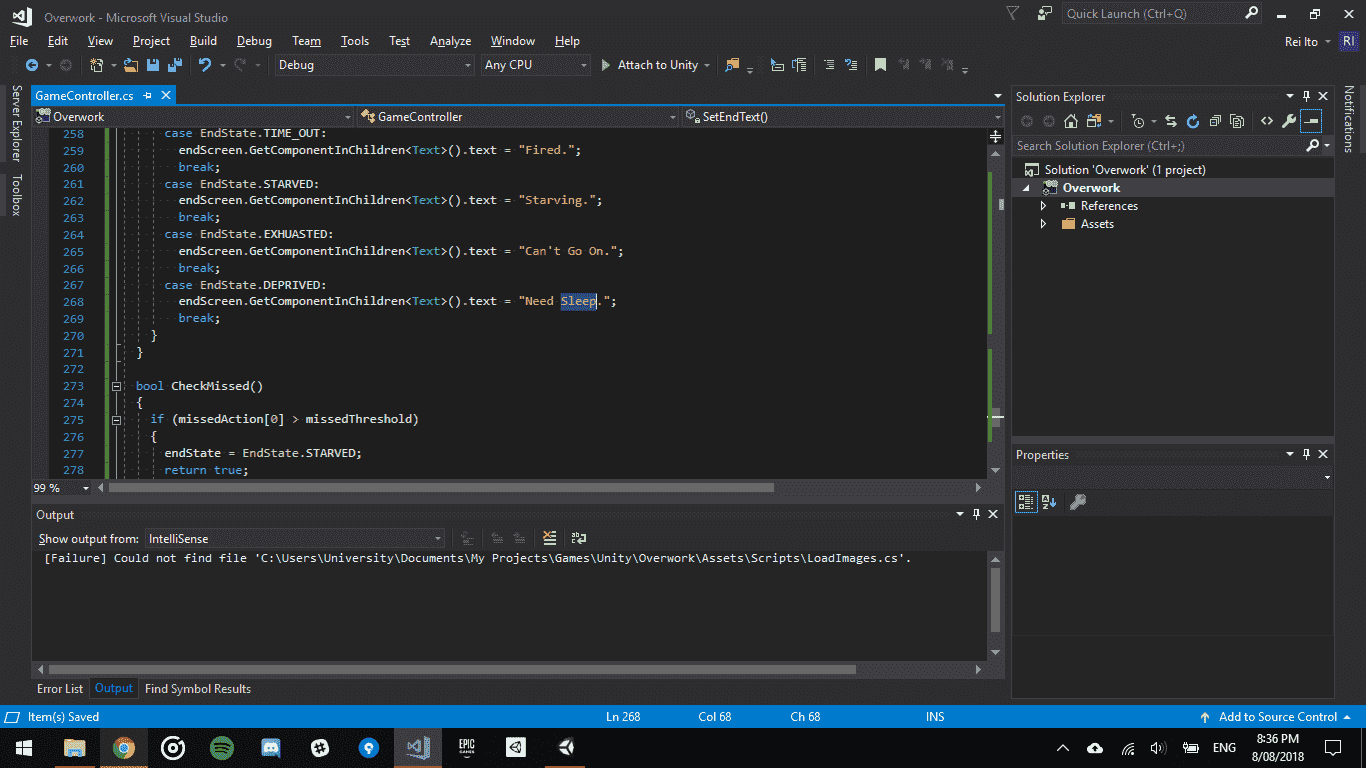 Overwork - Microsoft Visual Studio
Quick Launch (Ctrl+Q)
File Edit View Project Build Debug Team Tools Test Analyze Window Help
Rei Ito RI
Debug Any CPU Attach to Unity
Server Explorer
Toolbox
GameController.cs
Overwork GameController SetEndText()
258 case EndState.TIME_OUT:
259 endScreen.GetComponentInChildren<Text>().text = "Fired.";
260 break;
261 case EndState.STARVED:
262 endScreen.GetComponentInChildren<Text>().text = "Starving.";
263 break;
264 case EndState.EXHUASTED:
265 endScreen.GetComponentInChildren<Text>().text = "Can't Go On.";
266 break;
267 case EndState.DEPRIVED:
268 endScreen.GetComponentInChildren<Text>().text = "Need Sleep.";
269 break;
270 }
271 }
272
273 bool CheckMissed()
274 {
275 if (missedAction[0] > missedThreshold)
276 {
277 endState = EndState.STARVED;
278 return true;
99 %
Output
Show output from: IntelliSense
[Failure] Could not find file 'C:\Users\University\Documents\My Projects\Games\Unity\Overwork\Assets\Scripts\LoadImages.cs'.
Error List Output Find Symbol Results
Solution Explorer
Search Solution Explorer (Ctrl+;)
Solution 'Overwork' (1 project)
Overwork
References
Assets
Properties
Notifications
Item(s) Saved Ln 268 Col 68 Ch 68 INS Add to Source Control
EPIC
GAMES
ENG
8:36 PM
8/08/2018